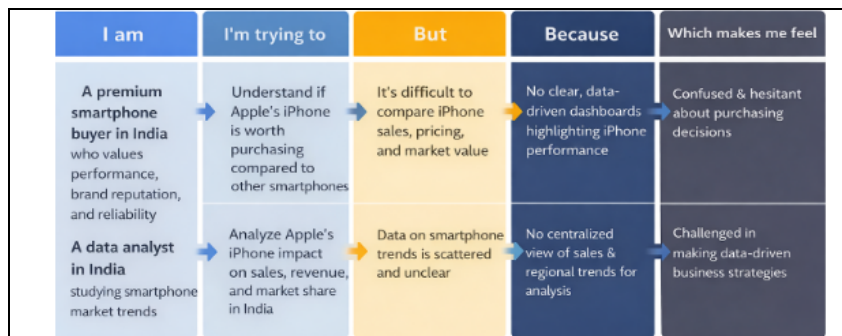 I am
I'm trying to
But
Because
Which makes me feel
A premium
smartphone
buyer in India
who values
performance,
brand reputation,
and reliability
Understand if
Apple's iPhone
is worth
purchasing
compared to
other smartphones
It's difficult to
compare iPhone
sales, pricing,
and market value
No clear, data-
driven dashboards
highlighting iPhone
performance
Confused & hesitant
about purchasing
decisions
A data analyst
in India
studying smartphone
market trends
Analyze Apple's
iPhone impact
on sales, revenue,
and market share
in India
Data on smartphone
trends is scattered
and unclear
No centralized
view of sales &
regional trends for
analysis
Challenged in
making data-driven
business strategies